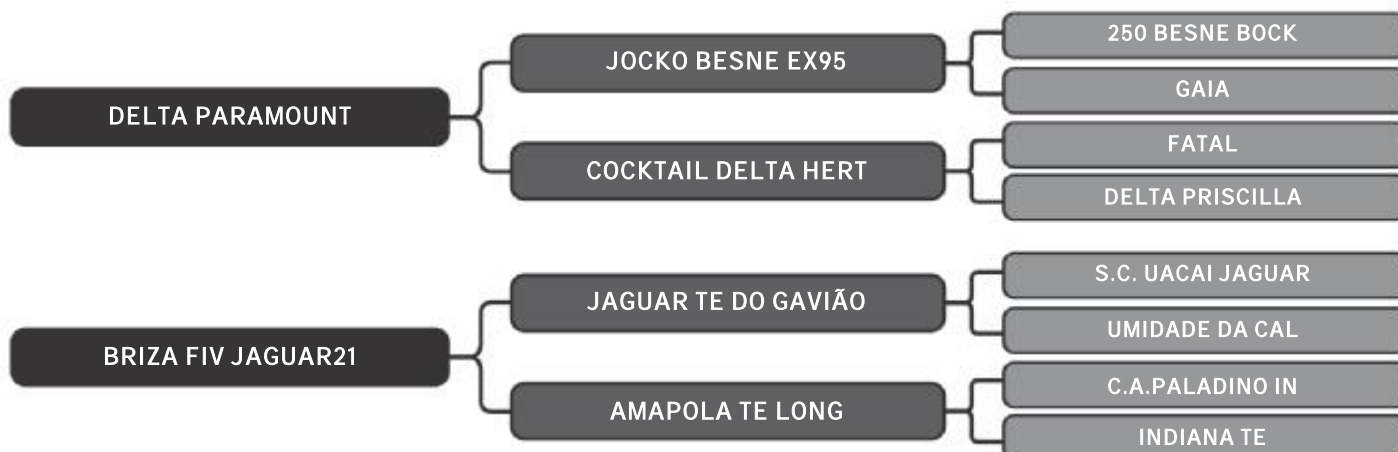 DELTA PARAMOUNT
JOCKO BESNE EX95
250 BESNE BOCK
GAIA
COCKTAIL DELTA HERT
FATAL
DELTA PRISCILLA
BRIZA FIV JAGUAR21
JAGUAR TE DO GAVIÃO
S.C. UACAI JAGUAR
UMIDADE DA CAL
AMAPOLA TE LONG
C.A.PALADINO IN
INDIANA TE